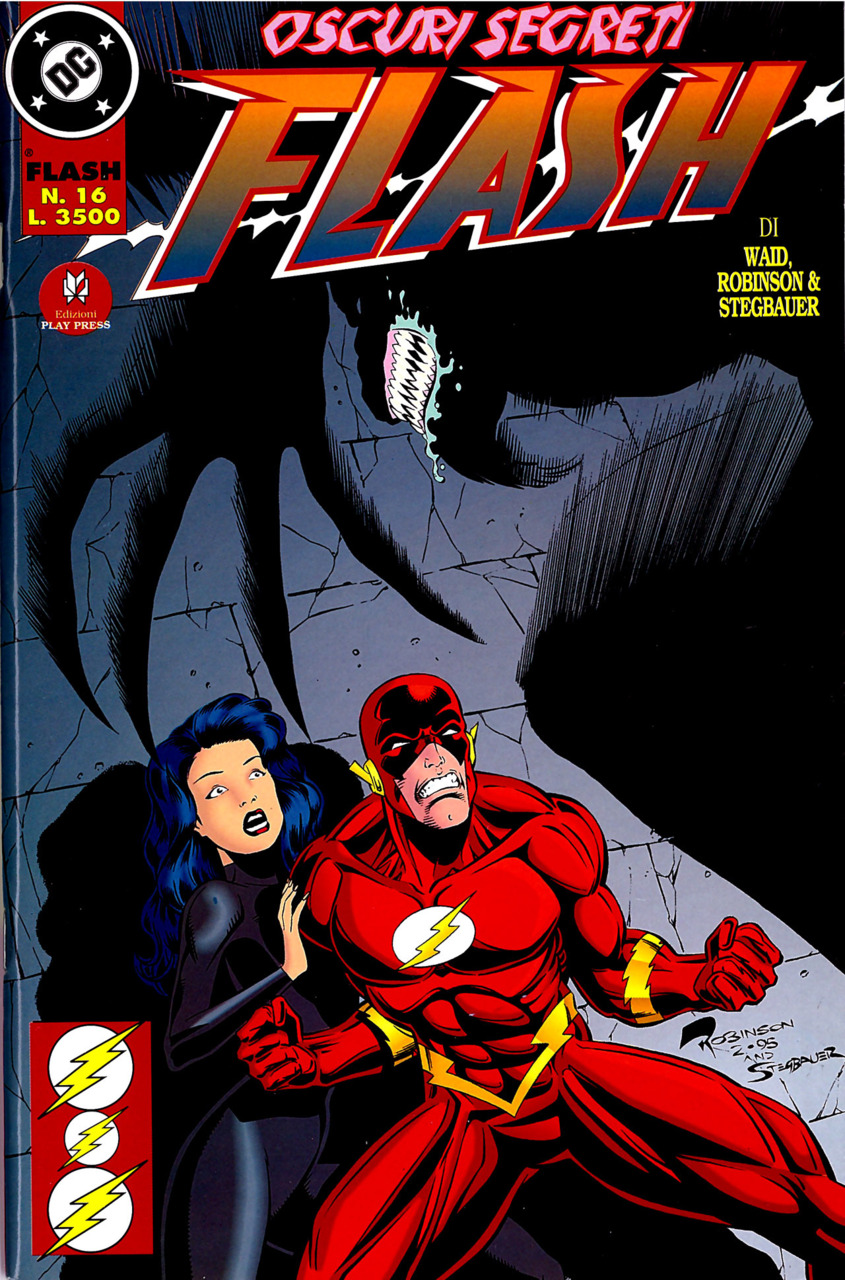 OSCURI SEGRETI
DC
FLASH
® FLASH
N. 16
L. 3500
Edizioni
PLAY PRESS
DI
WAID,
ROBINSON &
STEGBAUER
ROBINSON
2•95
AND
STEGBAUER